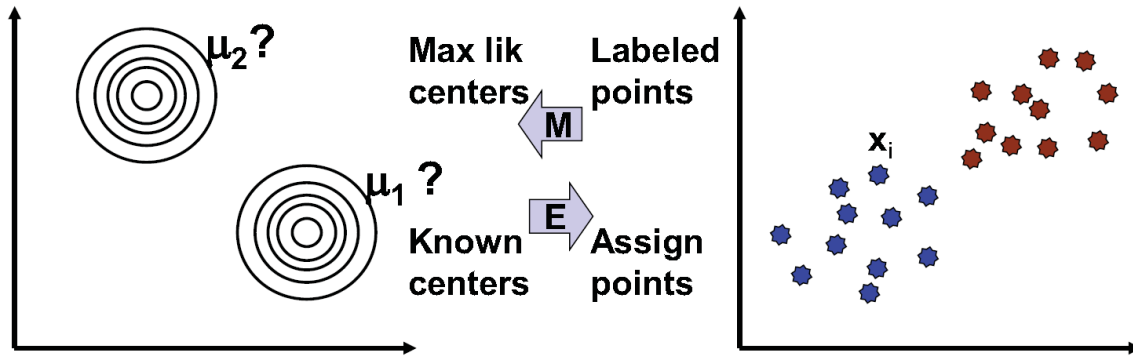 μ2?
μ1 ?
Max lik
centers
Labeled
points
M
E
Known
centers
Assign
points
xi